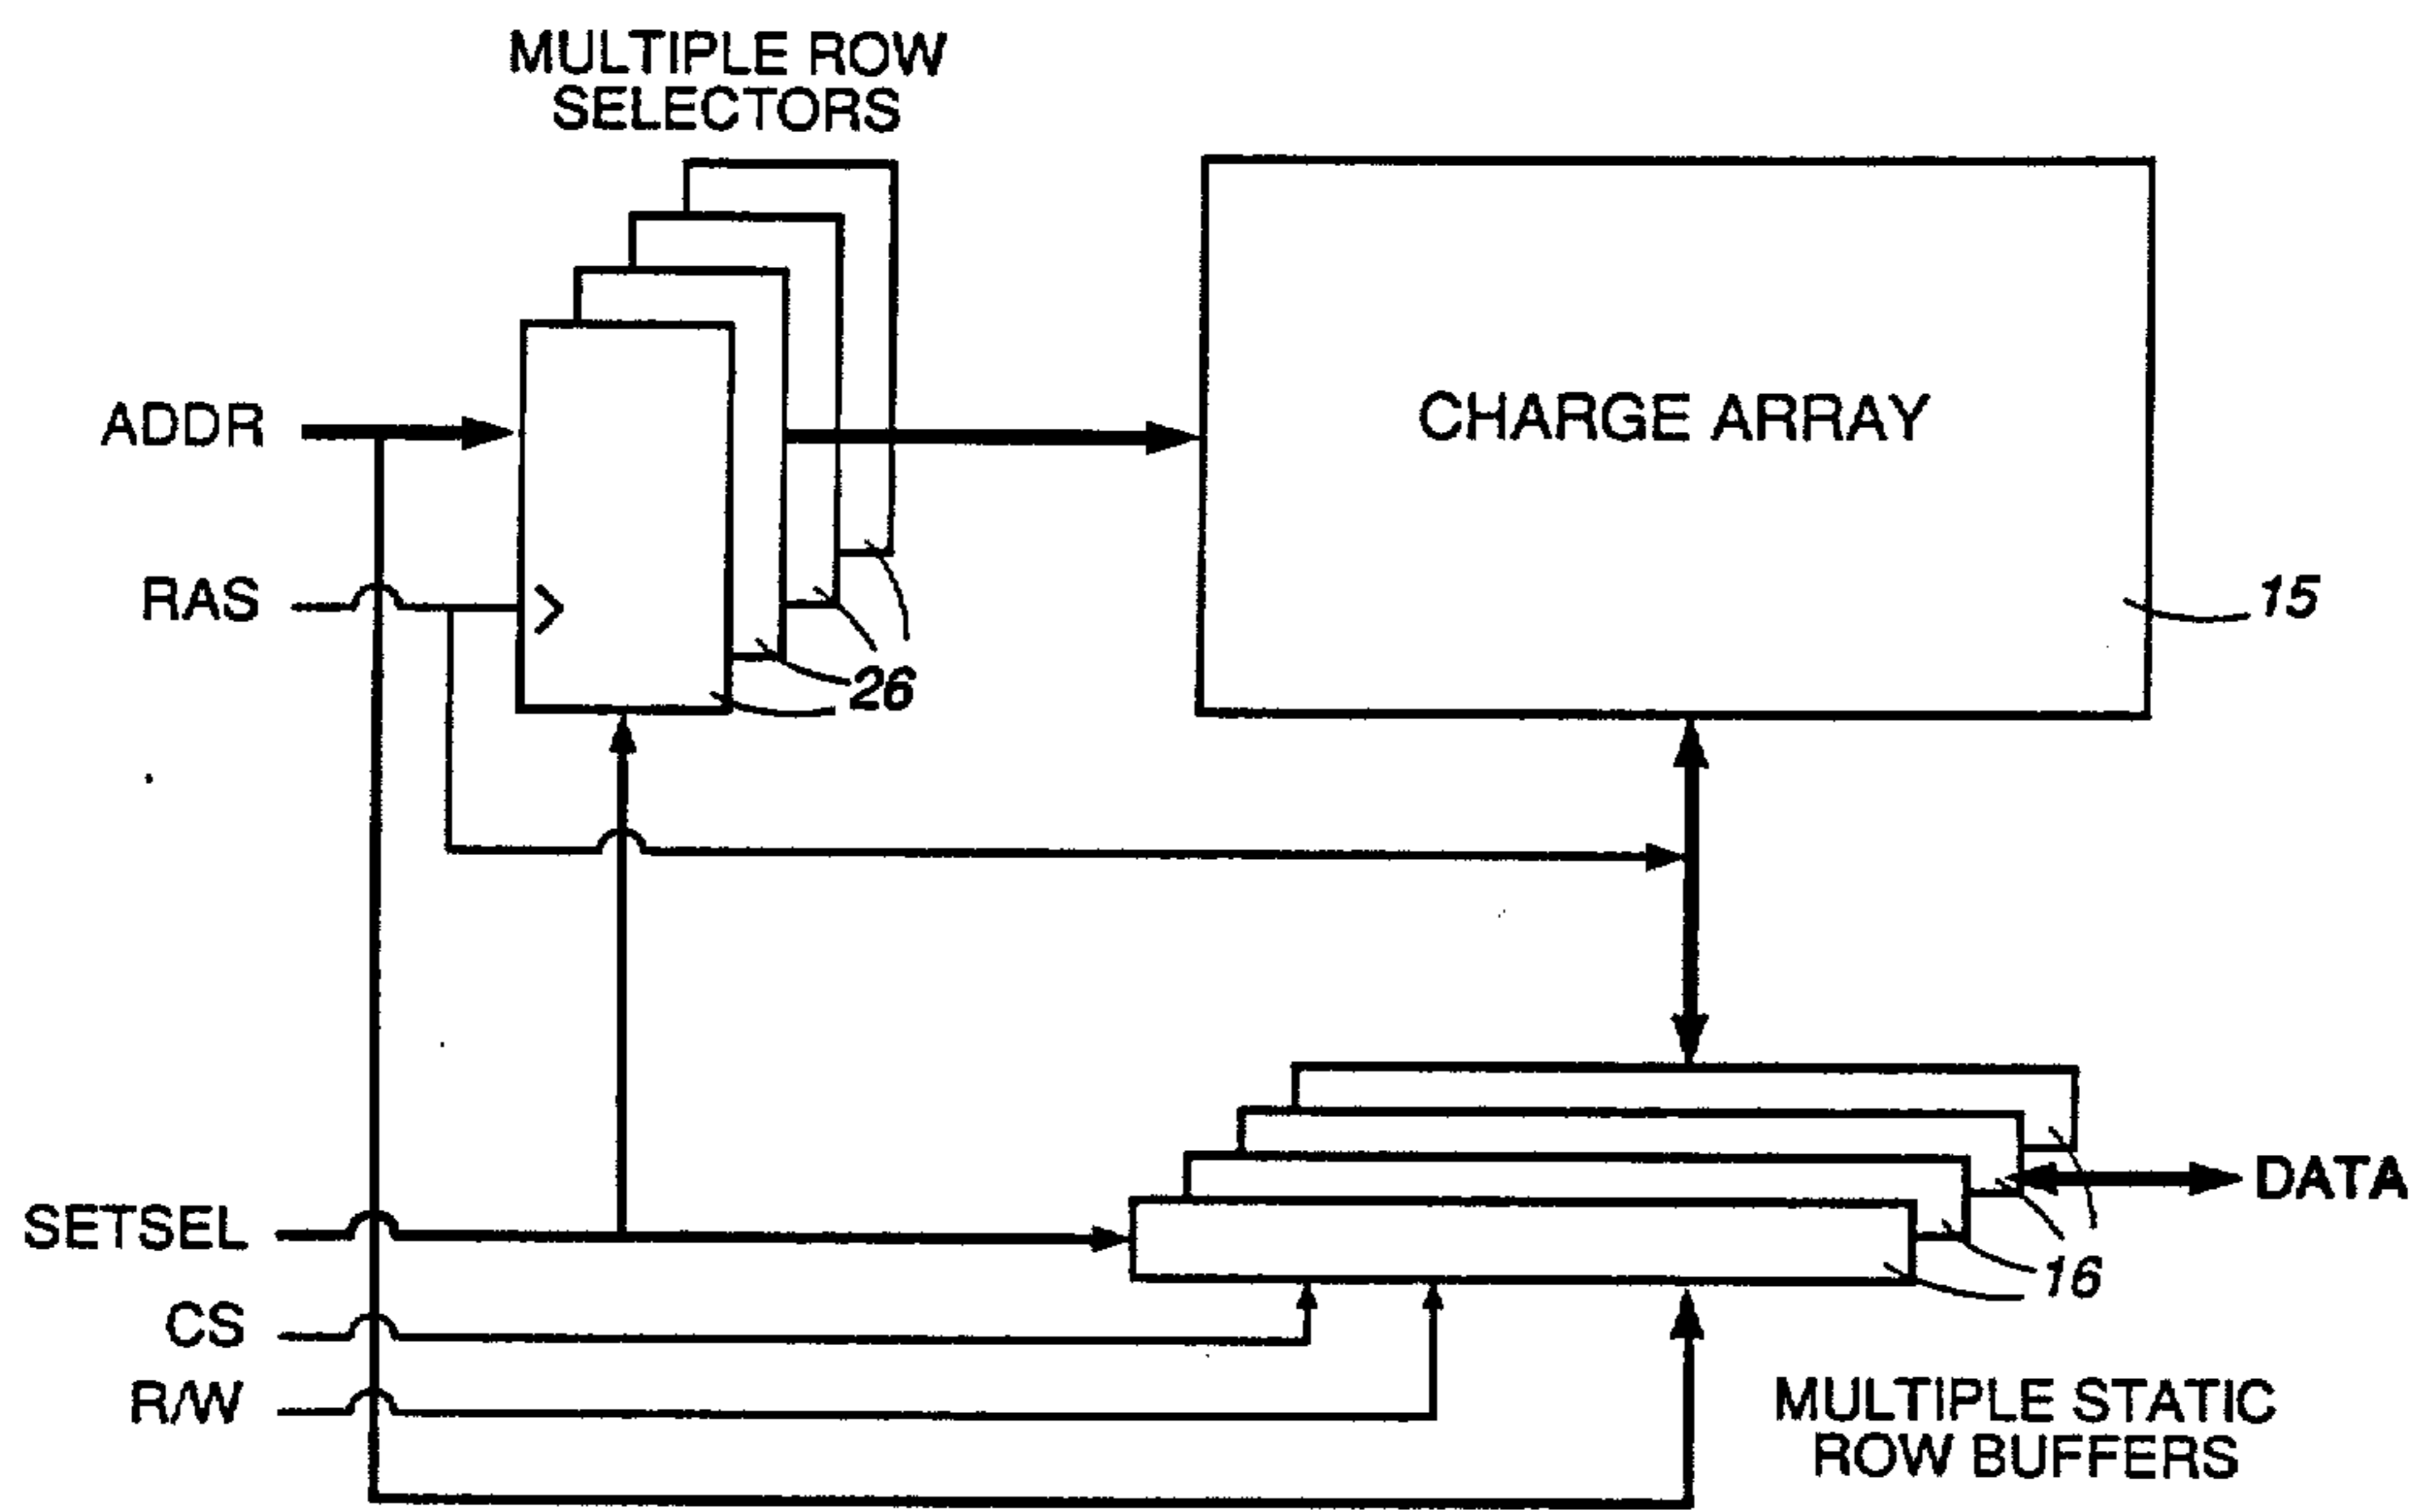 MULTIPLE ROW
SELECTORS
ADDR
CHARGE ARRAY
RAS
15
26
SETSEL
DATA
16
CS
R/W
MULTIPLE STATIC
ROW BUFFERS